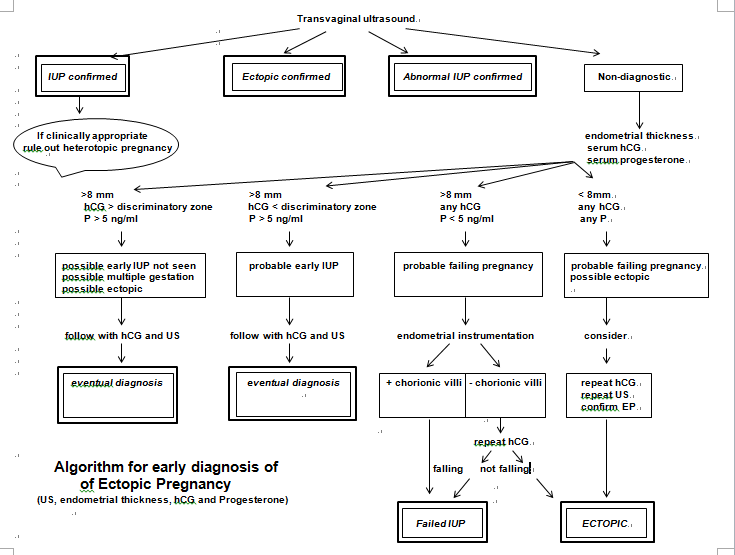 Transvaginal ultrasound.
IUP confirmed
Ectopic confirmed
Abnormal IUP confirmed
Non-diagnostic.
If clinically appropriate
rule out heterotopic pregnancy
endometrial thickness.
serum hCG.
serum progesterone.
>8 mm
hCG > discriminatory zone
P > 5 ng/ml
>8 mm
hCG < discriminatory zone
P > 5 ng/ml
>8 mm
any hCG
P < 5 ng/ml
< 8mm.
any hCG.
any P.
possible early IUP not seen
possible multiple gestation
possible ectopic
probable early IUP
probable failing pregnancy
probable failing pregnancy.
possible ectopic
follow with hCG and US
follow with hCG and US
endometrial instrumentation
consider.
eventual diagnosis
eventual diagnosis
+ chorionic villi
- chorionic villi
repeat hCG.
repeat US.
confirm EP.
repeat hCG.
falling
not falling
Algorithm for early diagnosis of
of Ectopic Pregnancy
(US, endometrial thickness, hCG and Progesterone)
Failed IUP
ECTOPIC.